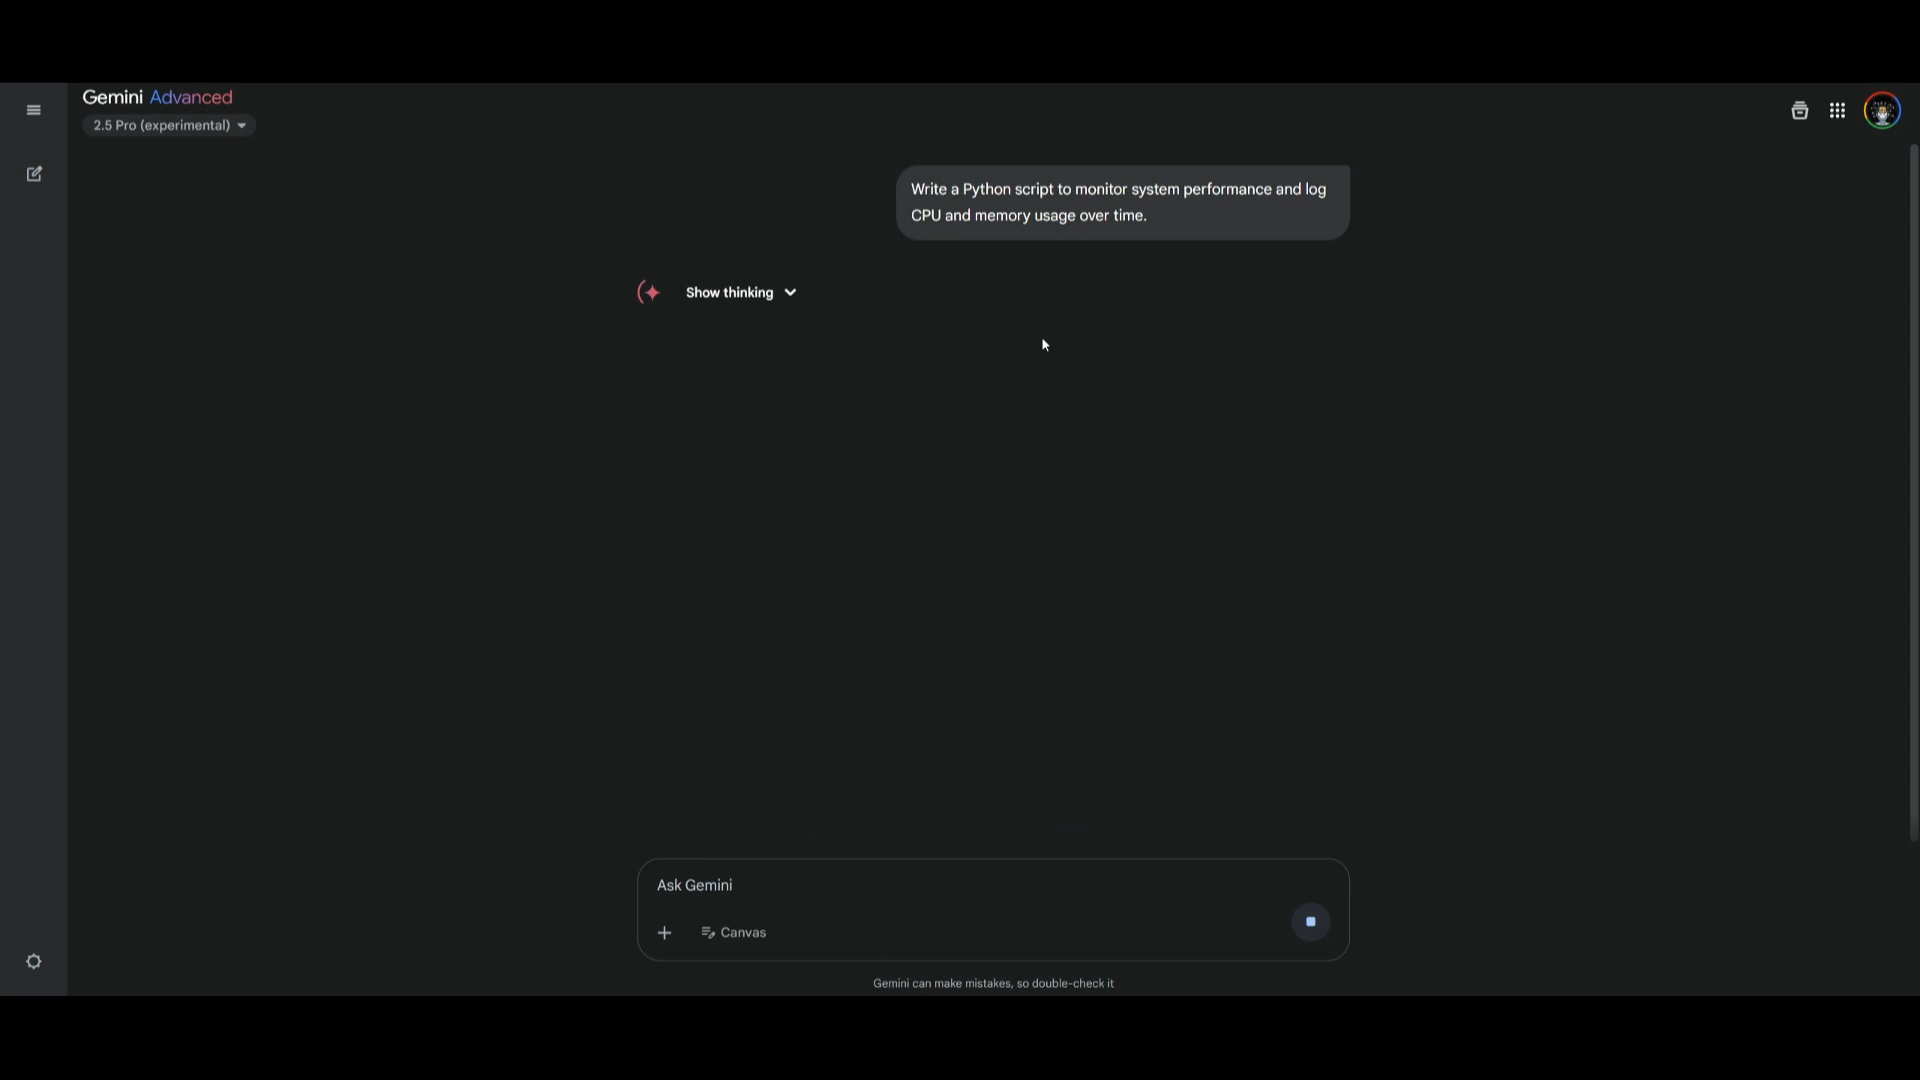 Gemini Advanced
2.5 Pro (experimental)
Write a Python script to monitor system performance and log
CPU and memory usage over time.
Show thinking
Ask Gemini
Canvas
Gemini can make mistakes, so double-check it